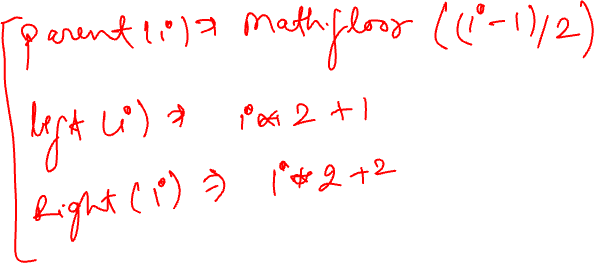 parent(i) => Math.floor ((i-1)/2)
left (i) => i * 2 + 1
Right (i) => i * 2 + 2